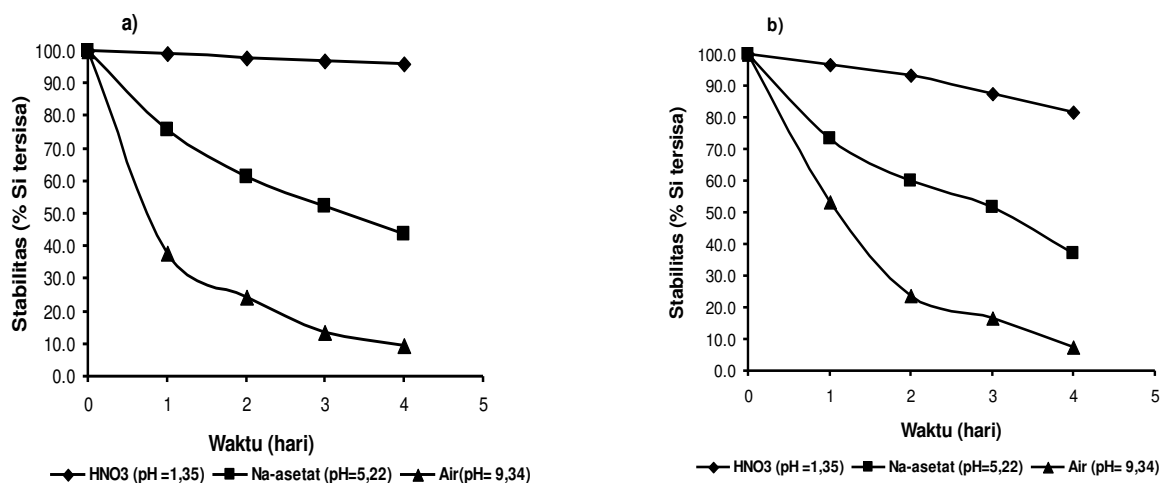 a)
Stabilitas (% Si tersisa)
100.0
90.0
80.0
70.0
60.0
50.0
40.0
30.0
20.0
10.0
0.0
0 1 2 3 4 5
Waktu (hari)
HNO3 (pH =1,35) Na-asetat (pH=5,22) Air(pH= 9,34)
b)
Stabilitas (% Si tersisa)
100.0
90.0
80.0
70.0
60.0
50.0
40.0
30.0
20.0
10.0
0.0
0 1 2 3 4 5
Waktu (hari)
HNO3 (pH =1,35) Na-asetat (pH=5,22) Air (pH= 9,34)